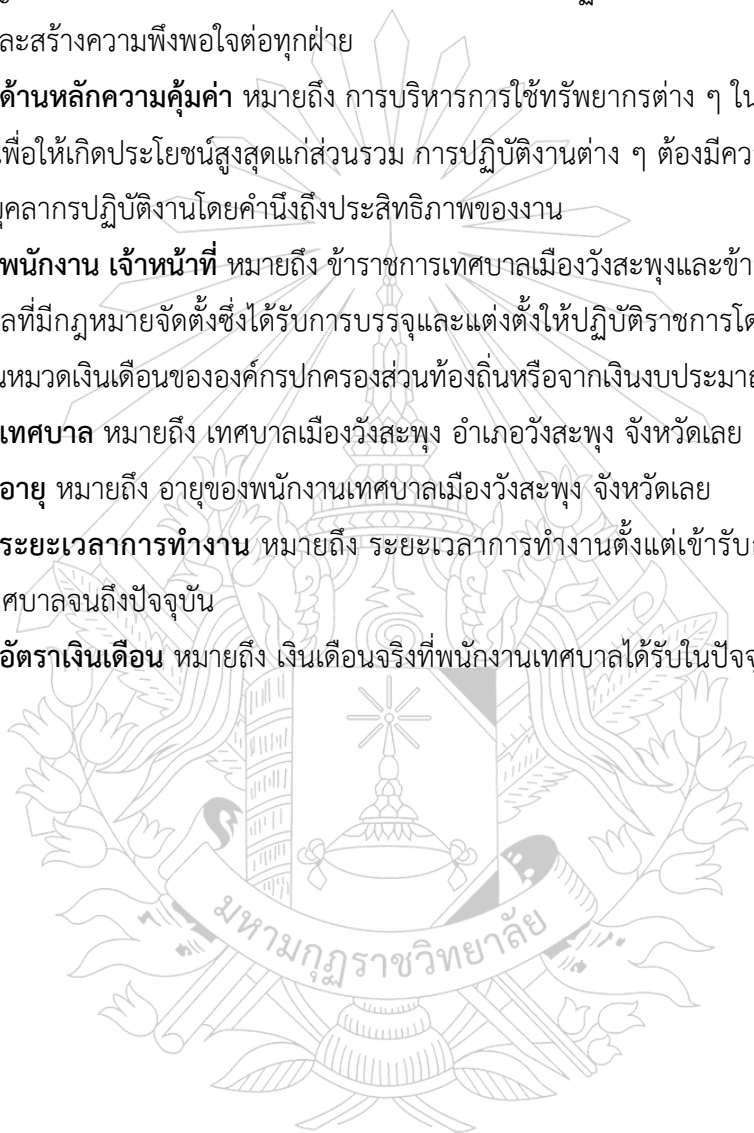 ละสร้างความพึงพอใจต่อทุกฝ่าย
ด้านหลักความคุ้มค่า หมายถึง การบริหารการใช้ทรัพยากรต่าง ๆ ใน
เพื่อให้เกิดประโยชน์สูงสุดแก่ส่วนรวม การปฏิบัติงานต่าง ๆ ต้องมีคว
บุคลากรปฏิบัติงานโดยคำนึงถึงประสิทธิภาพของงาน
พนักงาน เจ้าหน้าที่ หมายถึง ข้าราชการเทศบาลเมืองวังสะพุงและข้า
ลที่มีกฎหมายจัดตั้งซึ่งได้รับการบรรจุและแต่งตั้งให้ปฏิบัติราชการโด
นหมวดเงินเดือนขององค์กรปกครองส่วนท้องถิ่นหรือจากเงินงบประมาณ
เทศบาล หมายถึง เทศบาลเมืองวังสะพุง อำเภอวังสะพุง จังหวัดเลย
อายุ หมายถึง อายุของพนักงานเทศบาลเมืองวังสะพุง จังหวัดเลย
ระยะเวลาการทำงาน หมายถึง ระยะเวลาการทำงานตั้งแต่เข้ารับ
ศบาลจนถึงปัจจุบัน
อัตราเงินเดือน หมายถึง เงินเดือนจริงที่พนักงานเทศบาลได้รับในปัจจุ
มหามกุฏราชวิทยาลัย